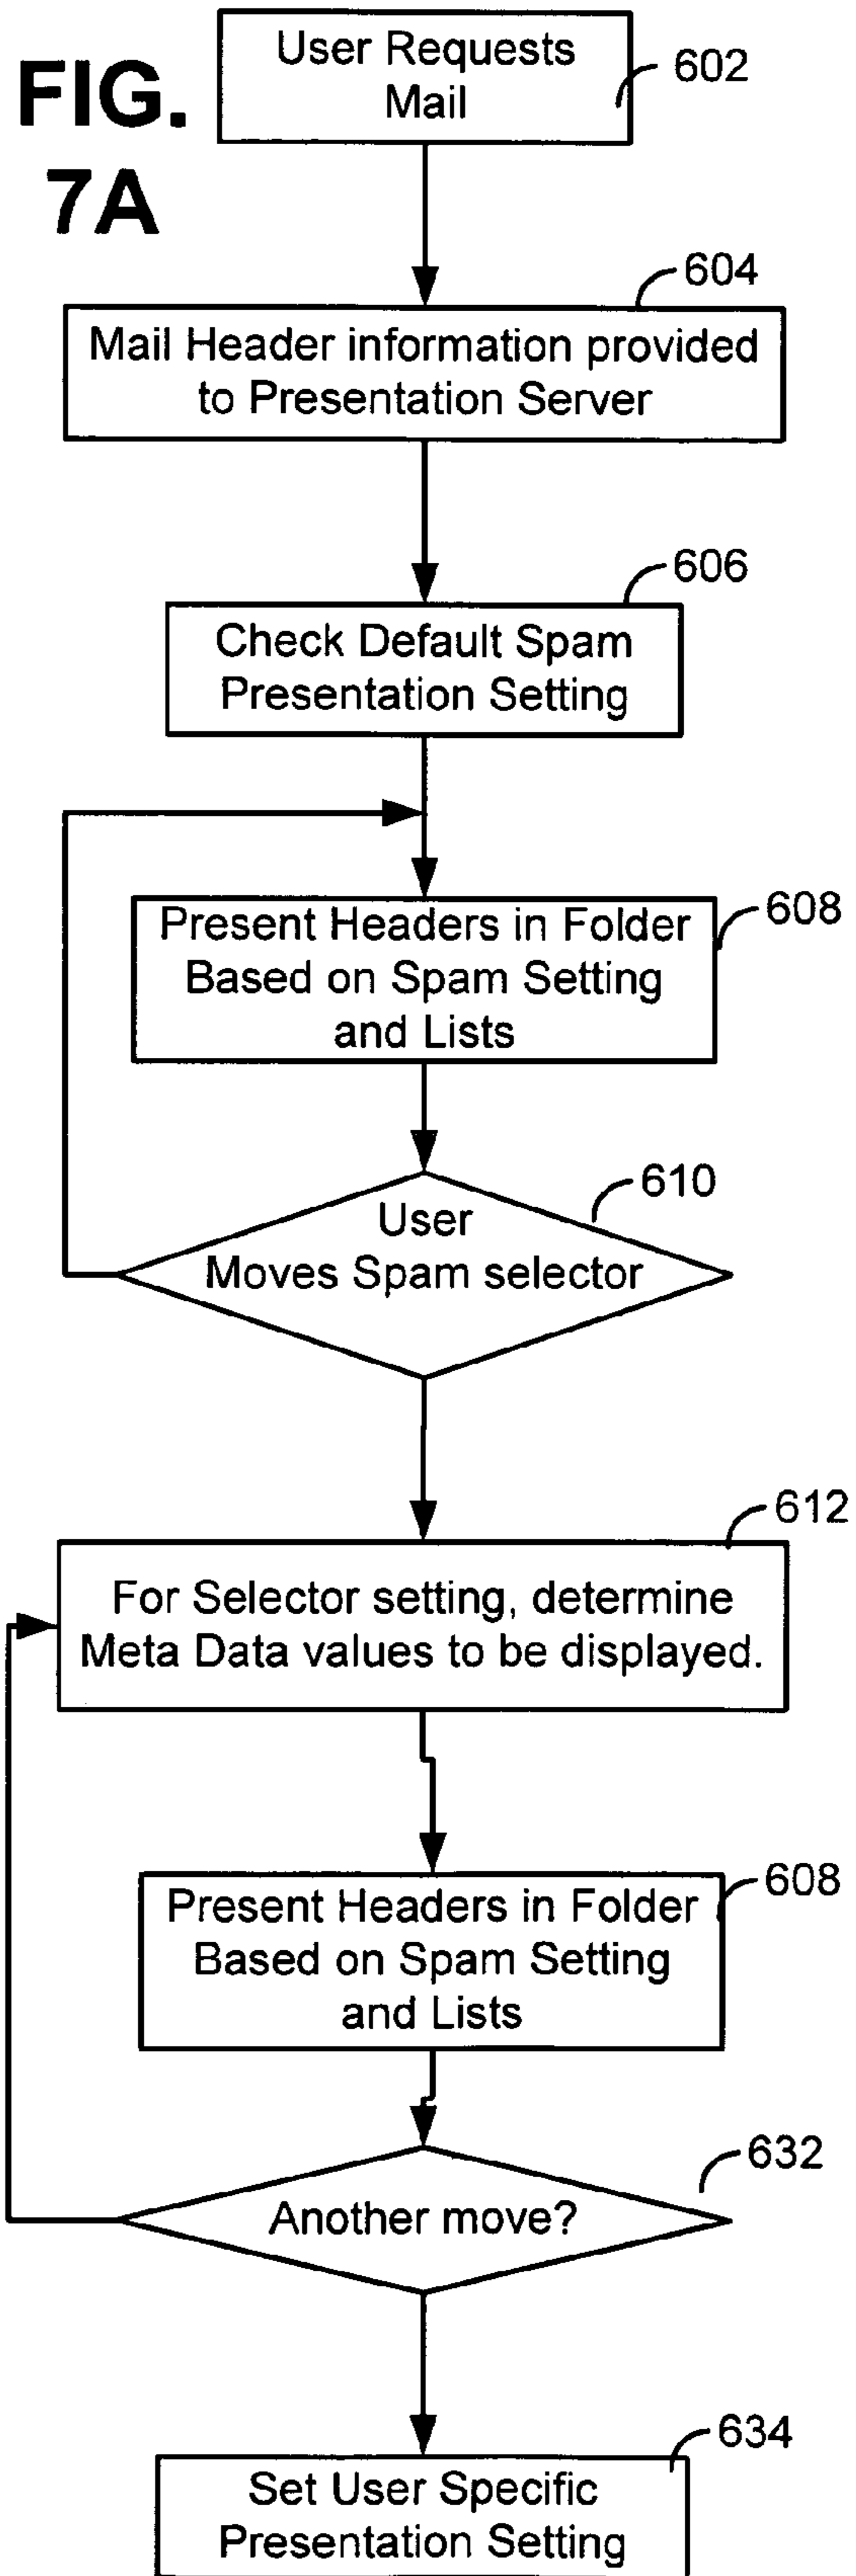 FIG.
7A
User Requests
Mail
602
604
Mail Header information provided
to Presentation Server
606
Check Default Spam
Presentation Setting
608
Present Headers in Folder
Based on Spam Setting
and Lists
610
User
Moves Spam selector
612
For Selector setting, determine
Meta Data values to be displayed.
608
Present Headers in Folder
Based on Spam Setting
and Lists
632
Another move?
634
Set User Specific
Presentation Setting